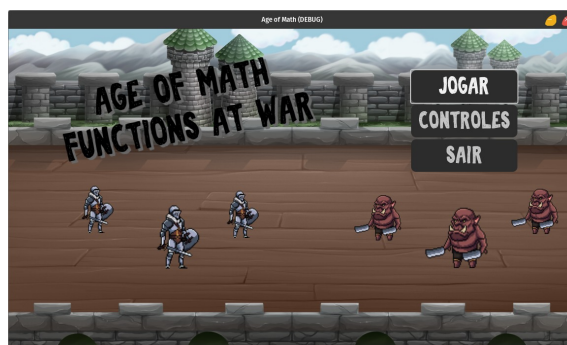 Age of Math (DEBUG)
AGE OF MATH
FUNCTIONS AT WAR
JOGAR
CONTROLES
SAIR